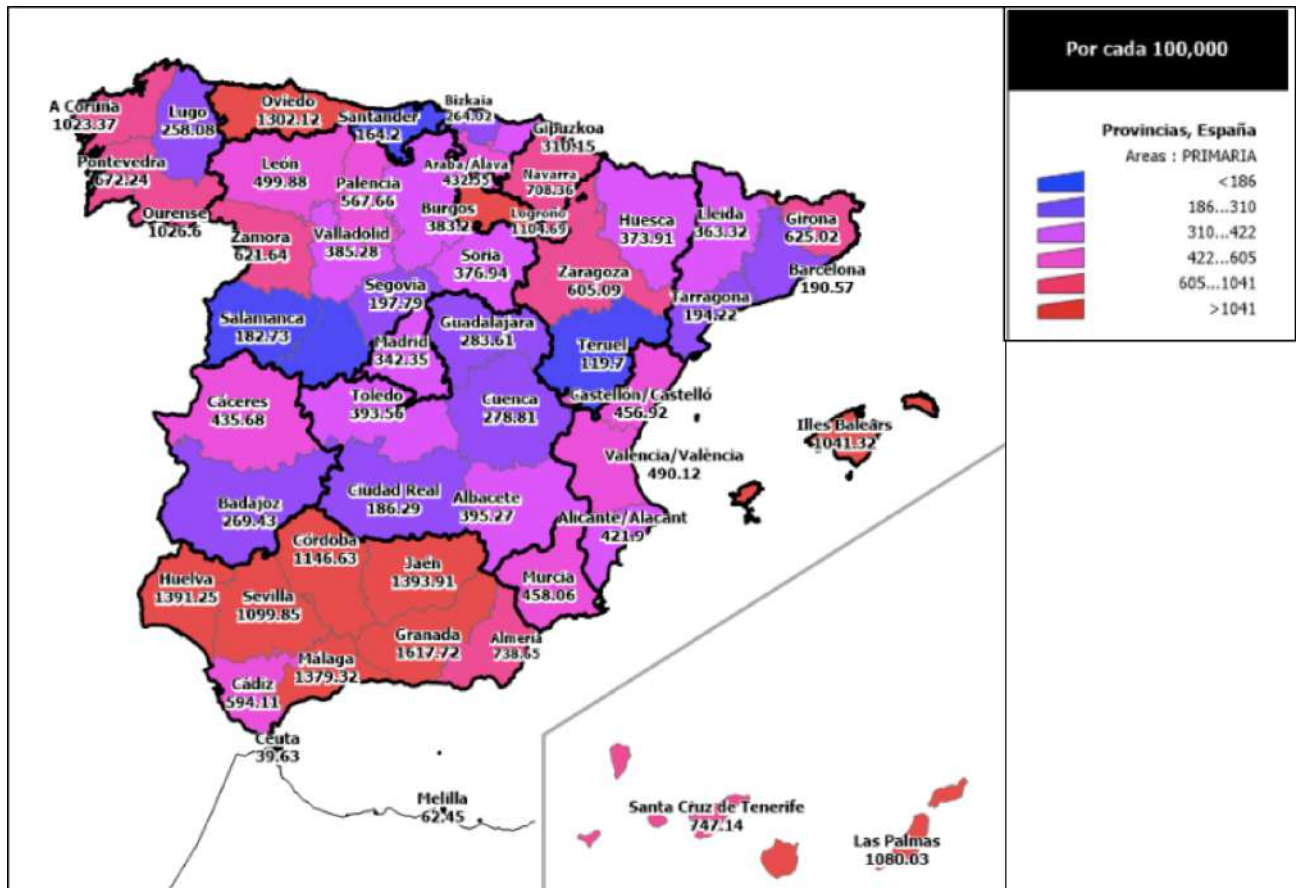 Por cada 100,000
Provincias, España
Areas : PRIMARIA
<186
186...310
310...422
422...605
605...1041
>1041
A Coruña
1023.37
Lugo
258.08
Oviedo
1302.12
Santander
164.2
Bizkaia
264.02
Gipuzkoa
310.15
Pontevedra
672.24
León
499.88
Palencia
567.66
Araba/Álava
432.55
Navarra
708.36
Ourense
1026.6
Burgos
383.2
Logroño
1104.69
Huesca
373.91
Lleida
363.32
Girona
625.02
Zamora
621.64
Valladolid
385.28
Soria
376.94
Zaragoza
605.09
Barcelona
190.57
Segovia
197.79
Tarragona
194.22
Salamanca
182.73
Guadalajara
283.61
Madrid
342.35
Teruel
119.7
Cáceres
435.68
Toledo
393.56
Cuenca
278.81
Castellón/Castelló
456.92
Illes Balears
1041.32
Valencia/València
490.12
Badajoz
269.43
Ciudad Real
186.29
Albacete
395.27
Alicante/Alacant
421.9
Córdoba
1146.63
Jaén
1393.91
Murcia
458.06
Huelva
1391.25
Sevilla
1099.85
Granada
1617.72
Almería
738.65
Málaga
1379.32
Cádiz
594.11
Ceuta
39.63
Melilla
62.45
Santa Cruz de Tenerife
747.14
Las Palmas
1080.03